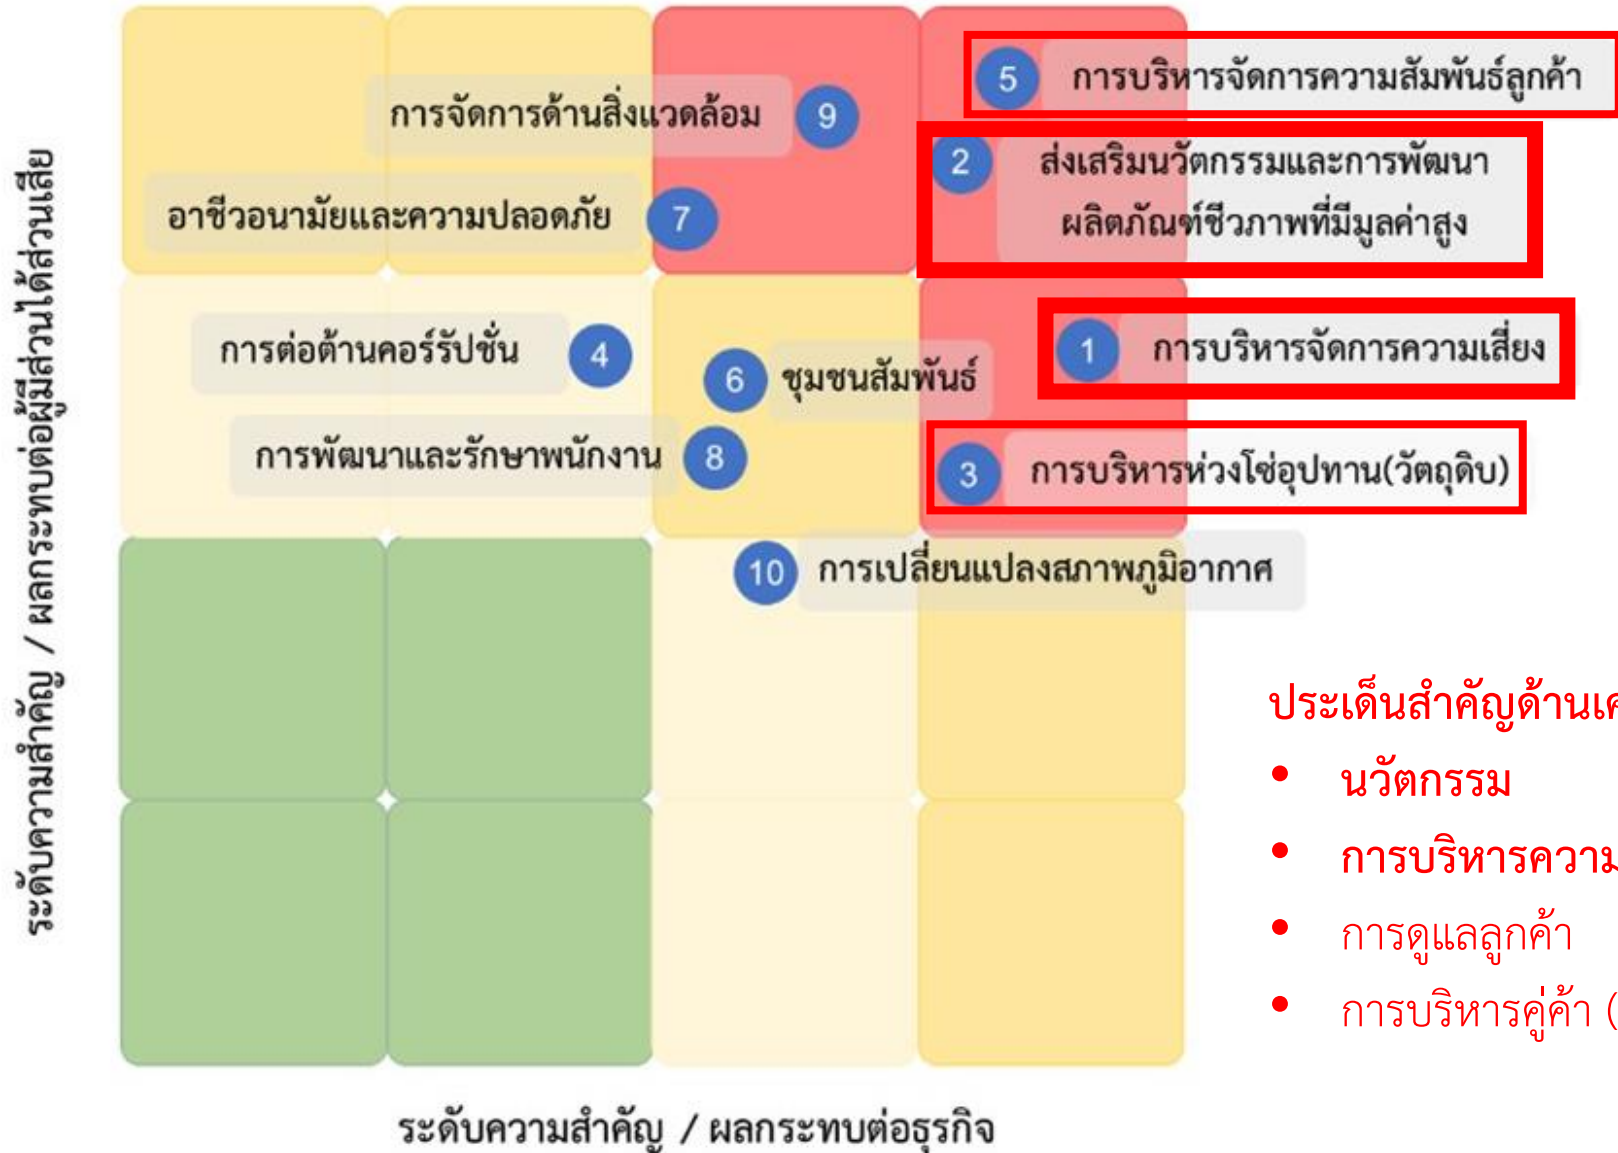 ระดับความสำคัญ / ผลกระทบต่อผู้มีส่วนได้ส่วนเสีย
5 การบริหารจัดการความสัมพันธ์ลูกค้า
การจัดการด้านสิ่งแวดล้อม 9
2 ส่งเสริมนวัตกรรมและการพัฒนา
ผลิตภัณฑ์ชีวภาพที่มีมูลค่าสูง
อาชีวอนามัยและความปลอดภัย 7
การต่อต้านคอร์รัปชั่น 4
1 การบริหารจัดการความเสี่ยง
6 ชุมชนสัมพันธ์
การพัฒนาและรักษาพนักงาน 8
3 การบริหารห่วงโซ่อุปทาน(วัตถุดิบ)
10 การเปลี่ยนแปลงสภาพภูมิอากาศ
ประเด็นสำคัญด้านเศ
• นวัตกรรม
• การบริหารความ
• การดูแลลูกค้า
• การบริหารคู่ค้า (
ระดับความสำคัญ / ผลกระทบต่อธุรกิจ